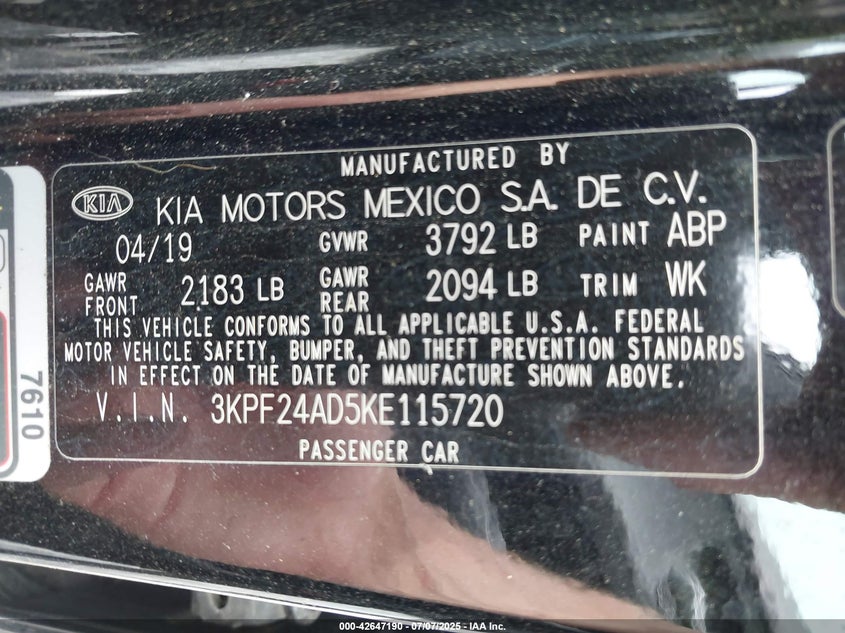 MANUFACTURED BY
KIA KIA MOTORS MEXICO S.A. DE C.V.
04/19 GVWR 3792 LB PAINT ABP
GAWR FRONT 2183 LB GAWR REAR 2094 LB TRIM WK
THIS VEHICLE CONFORMS TO ALL APPLICABLE U.S.A. FEDERAL
MOTOR VEHICLE SAFETY, BUMPER, AND THEFT PREVENTION STANDARDS
IN EFFECT ON THE DATE OF MANUFACTURE SHOWN ABOVE.
V.I.N. 3KPF24AD5KE115720
PASSENGER CAR
7610
000-42647190 - 07/07/2025 - IAA Inc.